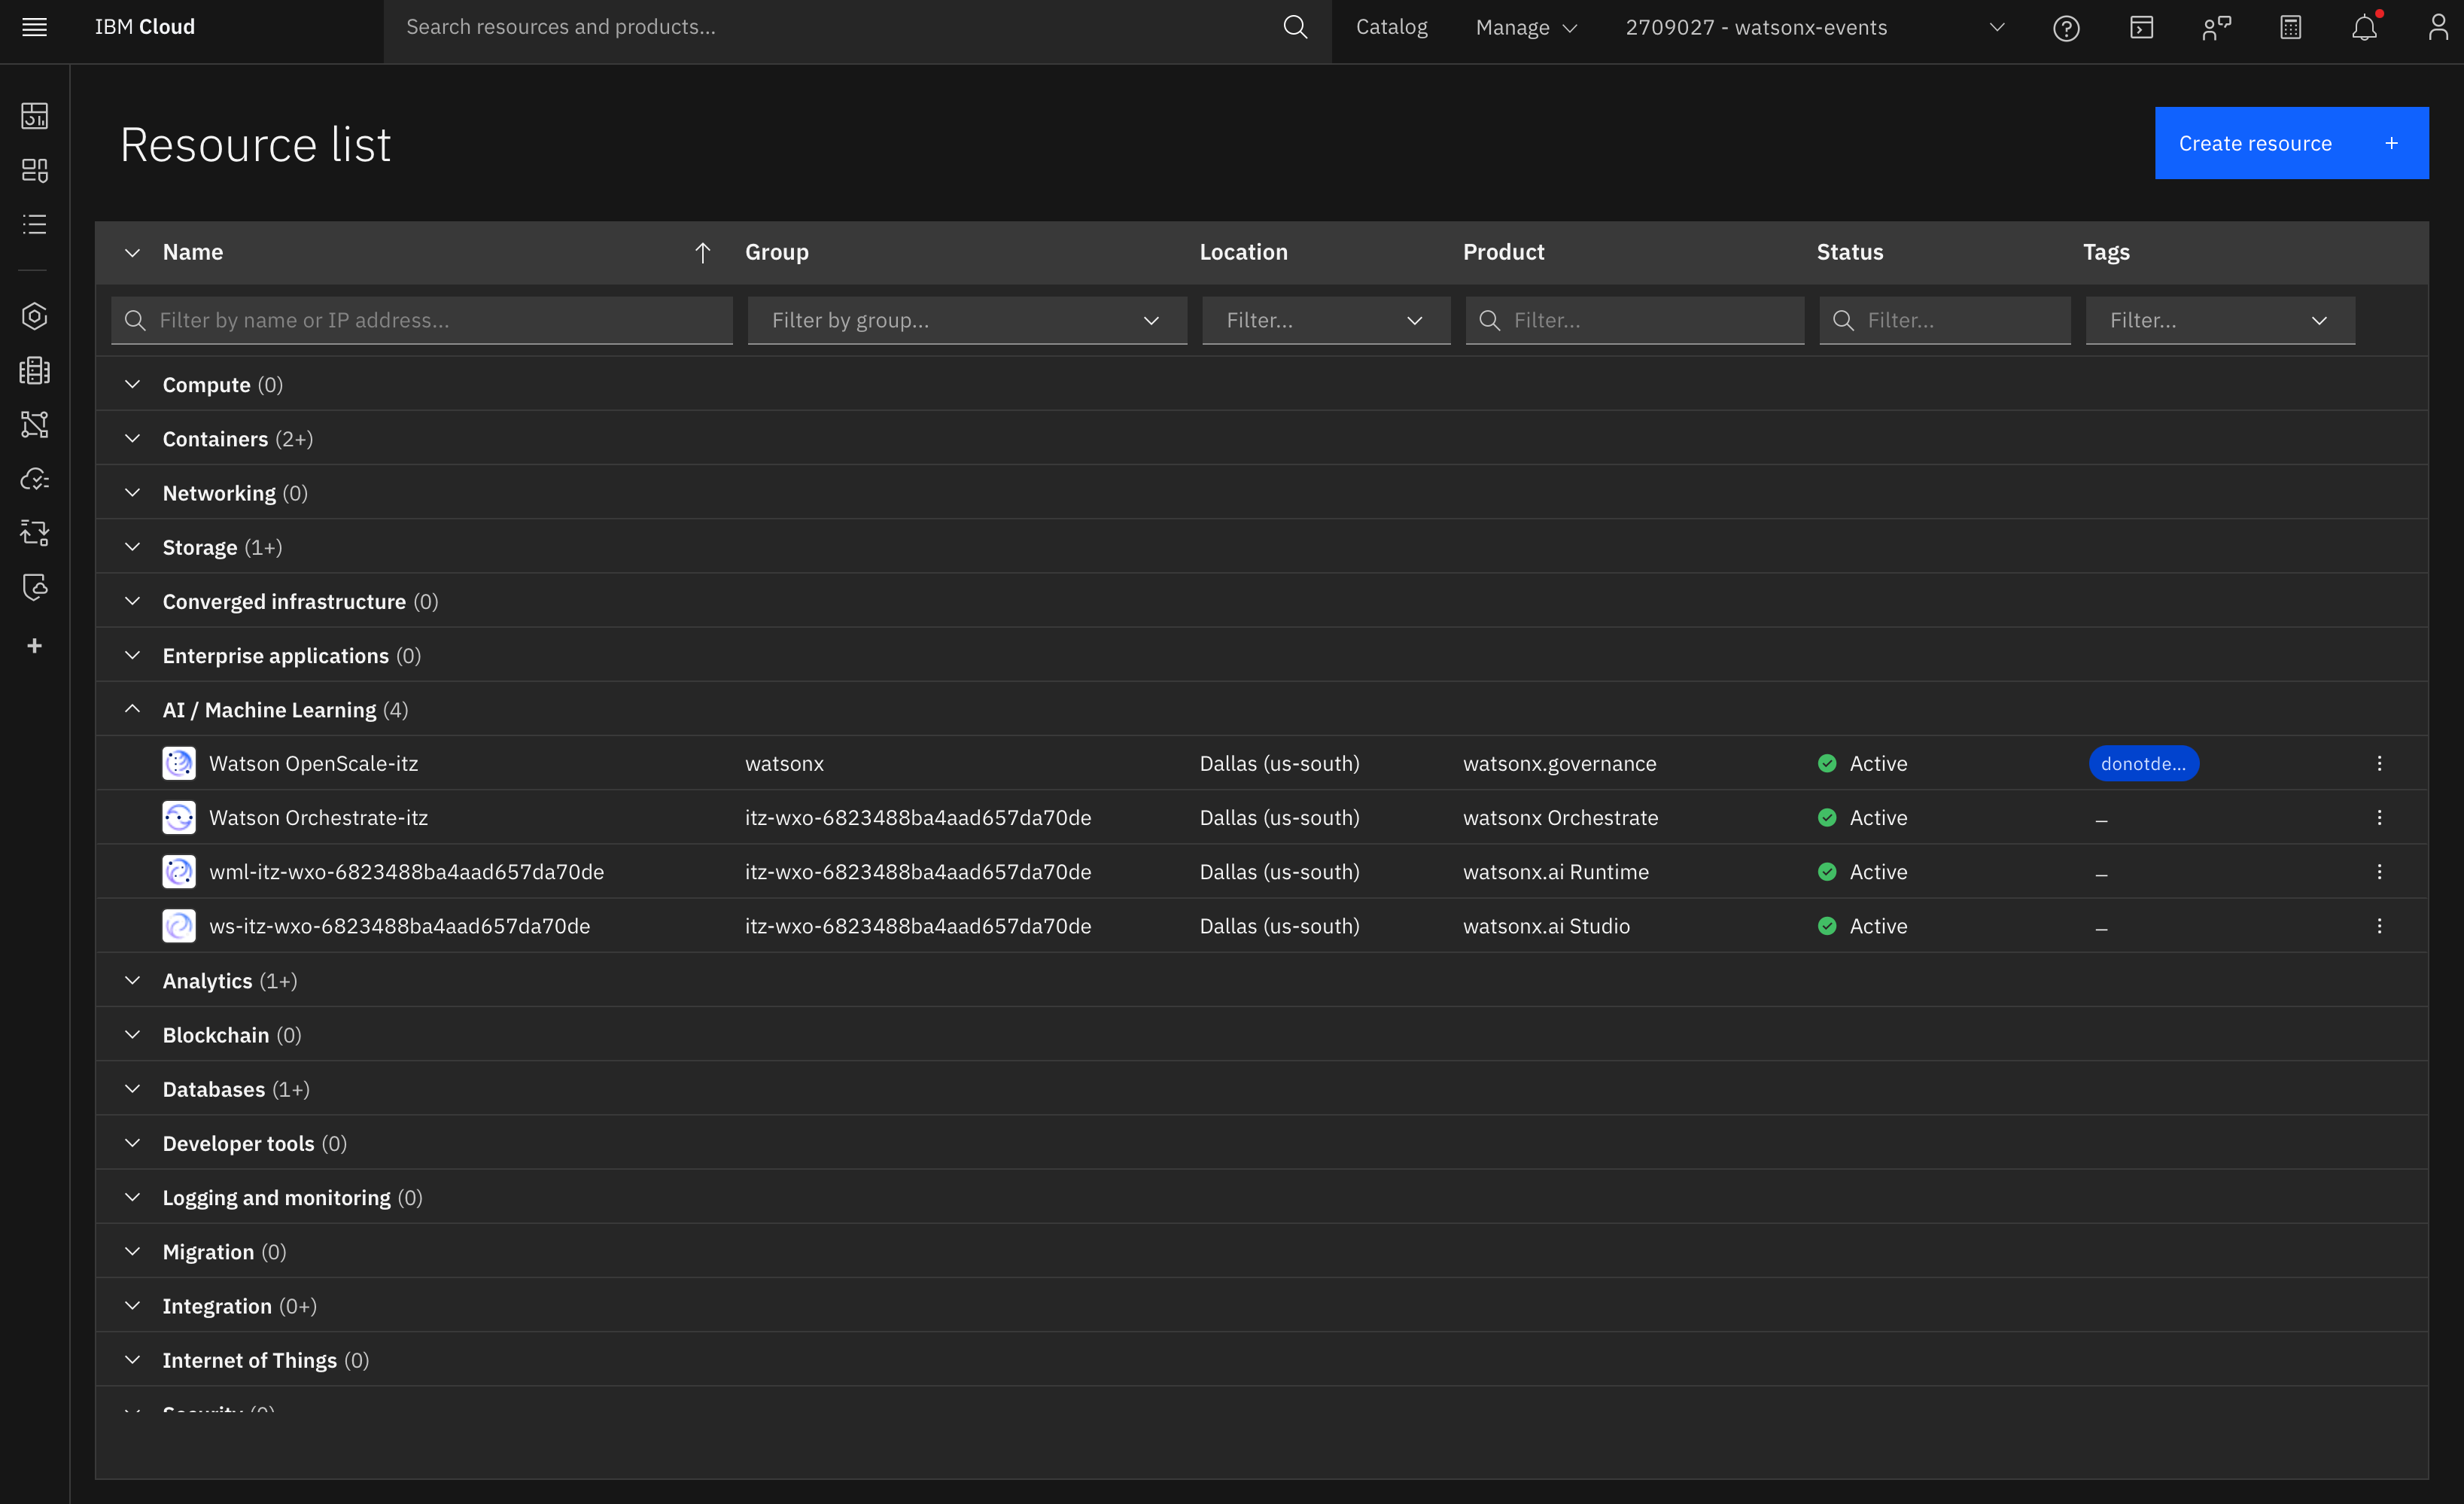 IBM Cloud
Search resources and products...
Catalog
Manage
2709027 - watsonx-events
Resource list
Create resource +
Name Group Location Product Status Tags
Filter by name or IP address... Filter by group... Filter... Filter... Filter... Filter...
Compute (0)
Containers (2+)
Networking (0)
Storage (1+)
Converged infrastructure (0)
Enterprise applications (0)
AI / Machine Learning (4)
Watson OpenScale-itz watsonx Dallas (us-south) watsonx.governance Active donotde...
Watson Orchestrate-itz itz-wxo-6823488ba4aad657da70de Dallas (us-south) watsonx Orchestrate Active –
wml-itz-wxo-6823488ba4aad657da70de itz-wxo-6823488ba4aad657da70de Dallas (us-south) watsonx.ai Runtime Active –
ws-itz-wxo-6823488ba4aad657da70de itz-wxo-6823488ba4aad657da70de Dallas (us-south) watsonx.ai Studio Active –
Analytics (1+)
Blockchain (0)
Databases (1+)
Developer tools (0)
Logging and monitoring (0)
Migration (0)
Integration (0+)
Internet of Things (0)
Security (0)